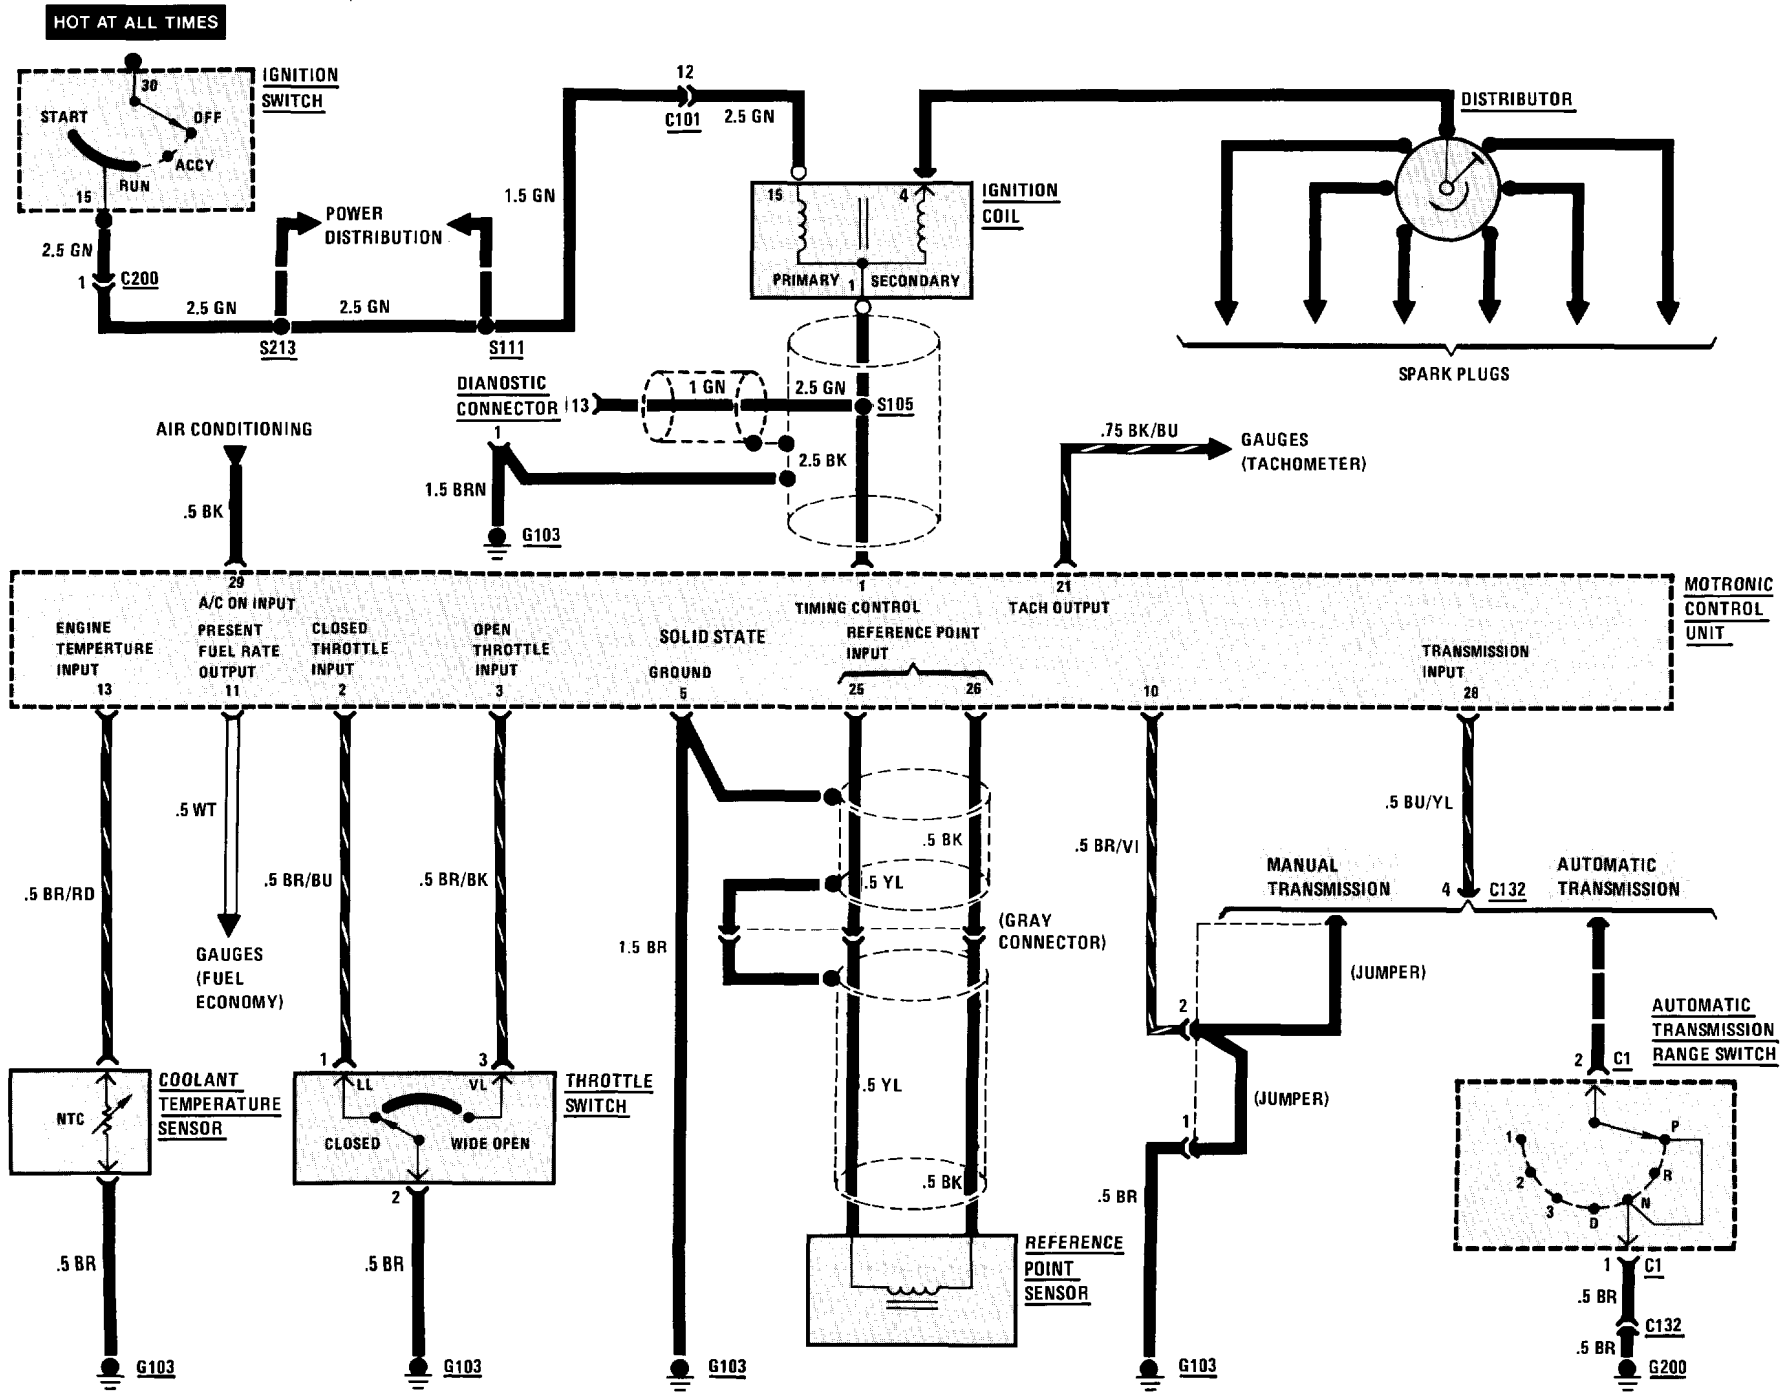 HOT AT ALL TIMES
30
START
OFF
ACCY
RUN
15
IGNITION
SWITCH
2.5 GN
1
C200
2.5 GN
2.5 GN
S213
S111
POWER
DISTRIBUTION
1.5 GN
12
C101
2.5 GN
15
4
PRIMARY
1
SECONDARY
IGNITION
COIL
DISTRIBUTOR
SPARK PLUGS
DIANOSTIC
CONNECTOR
13
1 GN
2.5 GN
S105
1
2.5 BK
1.5 BRN
G103
AIR CONDITIONING
.5 BK
.75 BK/BU
GAUGES
(TACHOMETER)
29
A/C ON INPUT
1
TIMING CONTROL
21
TACH OUTPUT
MOTRONIC
CONTROL
UNIT
ENGINE
TEMPERTURE
INPUT
13
PRESENT
FUEL RATE
OUTPUT
11
CLOSED
THROTTLE
INPUT
2
OPEN
THROTTLE
INPUT
3
SOLID STATE
GROUND
5
REFERENCE POINT
INPUT
25
26
10
TRANSMISSION
INPUT
28
.5 BR/RD
.5 WT
GAUGES
(FUEL
ECONOMY)
.5 BR/BU
.5 BR/BK
1.5 BR
.5 BK
.5 YL
(GRAY
CONNECTOR)
.5 YL
.5 BK
.5 BR/VI
.5 BU/YL
MANUAL
TRANSMISSION
4
C132
AUTOMATIC
TRANSMISSION
(JUMPER)
2
(JUMPER)
1
.5 BR
2
C1
AUTOMATIC
TRANSMISSION
RANGE SWITCH
P
R
N
D
3
2
1
1
C1
.5 BR
C132
.5 BR
G200
NTC
COOLANT
TEMPERATURE
SENSOR
1
LL
3
VL
CLOSED
WIDE OPEN
THROTTLE
SWITCH
2
.5 BR
.5 BR
REFERENCE
POINT
SENSOR
G103
G103
G103
G103